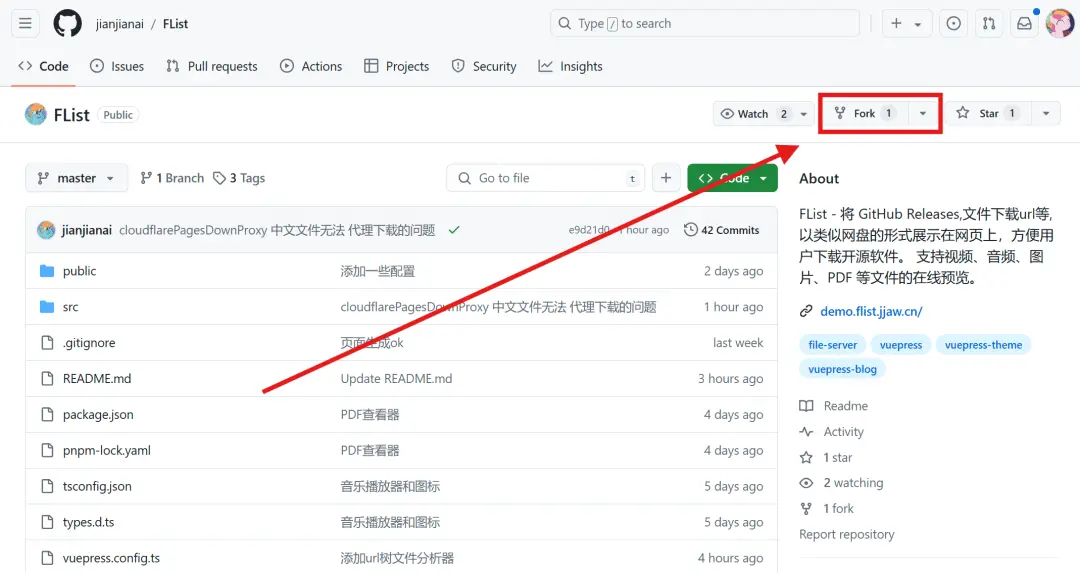 jianjianai / FList
Type / to search
Code Issues Pull requests Actions Projects Security Insights
FList Public
Watch 2 Fork 1 Star 1
master 1 Branch 3 Tags Go to file t Code
jianjianai cloudflarePagesDownProxy 中文文件无法 代理下载的问题 e9d21d0 · 1 hour ago 42 Commits
public 添加一些配置 2 days ago
src cloudflarePagesDownProxy 中文文件无法 代理下载的问题 1 hour ago
.gitignore 页面生成ok last week
README.md Update README.md 3 hours ago
package.json PDF查看器 4 days ago
pnpm-lock.yaml PDF查看器 4 days ago
tsconfig.json 音乐播放器和图标 5 days ago
types.d.ts 音乐播放器和图标 5 days ago
vuepress.config.ts 添加url树文件分析器 4 hours ago
About
FList - 将 GitHub Releases,文件下载url等,
以类似网盘的形式展示在网页上，方便用
户下载开源软件。 支持视频、音频、图
片、PDF 等文件的在线预览。
demo.flist.jjaw.cn/
file-server vuepress vuepress-theme
vuepress-blog
Readme
Activity
1 star
2 watching
1 fork
Report repository